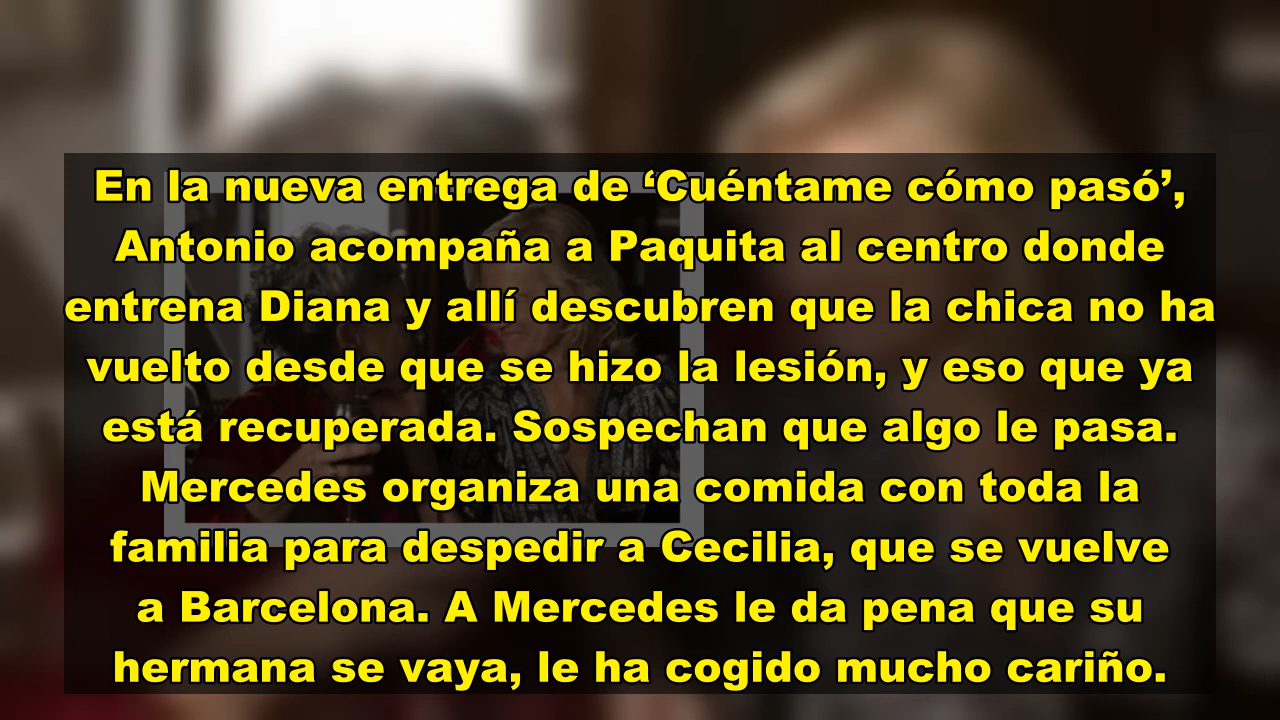 En la nueva entrega de ‘Cuéntame cómo pasó’,
Antonio acompaña a Paquita al centro donde
entrena Diana y allí descubren que la chica no ha
vuelto desde que se hizo la lesión, y eso que ya
está recuperada. Sospechan que algo le pasa.
Mercedes organiza una comida con toda la
familia para despedir a Cecilia, que se vuelve
a Barcelona. A Mercedes le da pena que su
hermana se vaya, le ha cogido mucho cariño.